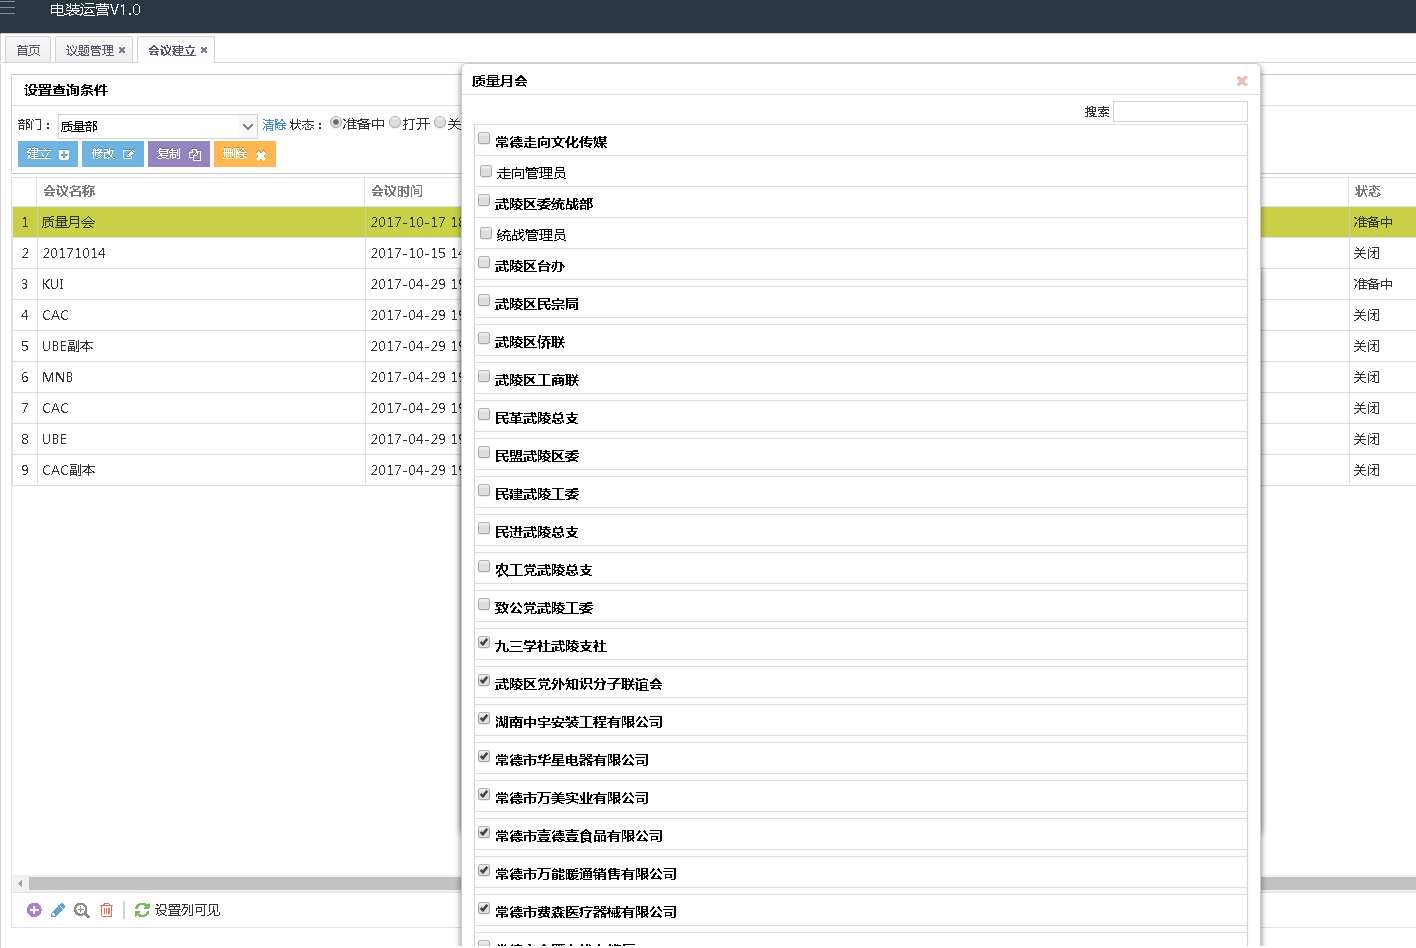 电装运营V1.0
首页 议题管理 × 会议建立 ×
设置查询条件
部门： 质量部 清除 状态： 准备中 打开 关
建立 修改 复制 删除
会议名称 会议时间 状态
1 质量月会 2017-10-17 18 准备中
2 20171014 2017-10-15 14 关闭
3 KUI 2017-04-29 19 准备中
4 CAC 2017-04-29 19 关闭
5 UBE副本 2017-04-29 19 关闭
6 MNB 2017-04-29 19 关闭
7 CAC 2017-04-29 19 关闭
8 UBE 2017-04-29 19 关闭
9 CAC副本 2017-04-29 19 关闭
设置列可见
质量月会
搜索
常德走向文化传媒
走向管理员
武陵区委统战部
统战管理员
武陵区台办
武陵区民宗局
武陵区侨联
武陵区工商联
民革武陵总支
民盟武陵区委
民建武陵工委
民进武陵总支
农工党武陵总支
致公党武陵工委
九三学社武陵支社
武陵区党外知识分子联谊会
湖南中宇安装工程有限公司
常德市华星电器有限公司
常德市万美实业有限公司
常德市壹德壹食品有限公司
常德市万能暖通销售有限公司
常德市费森医疗器械有限公司